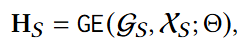 𝐇_S = GE(𝒢_S, 𝒳_S; Θ),